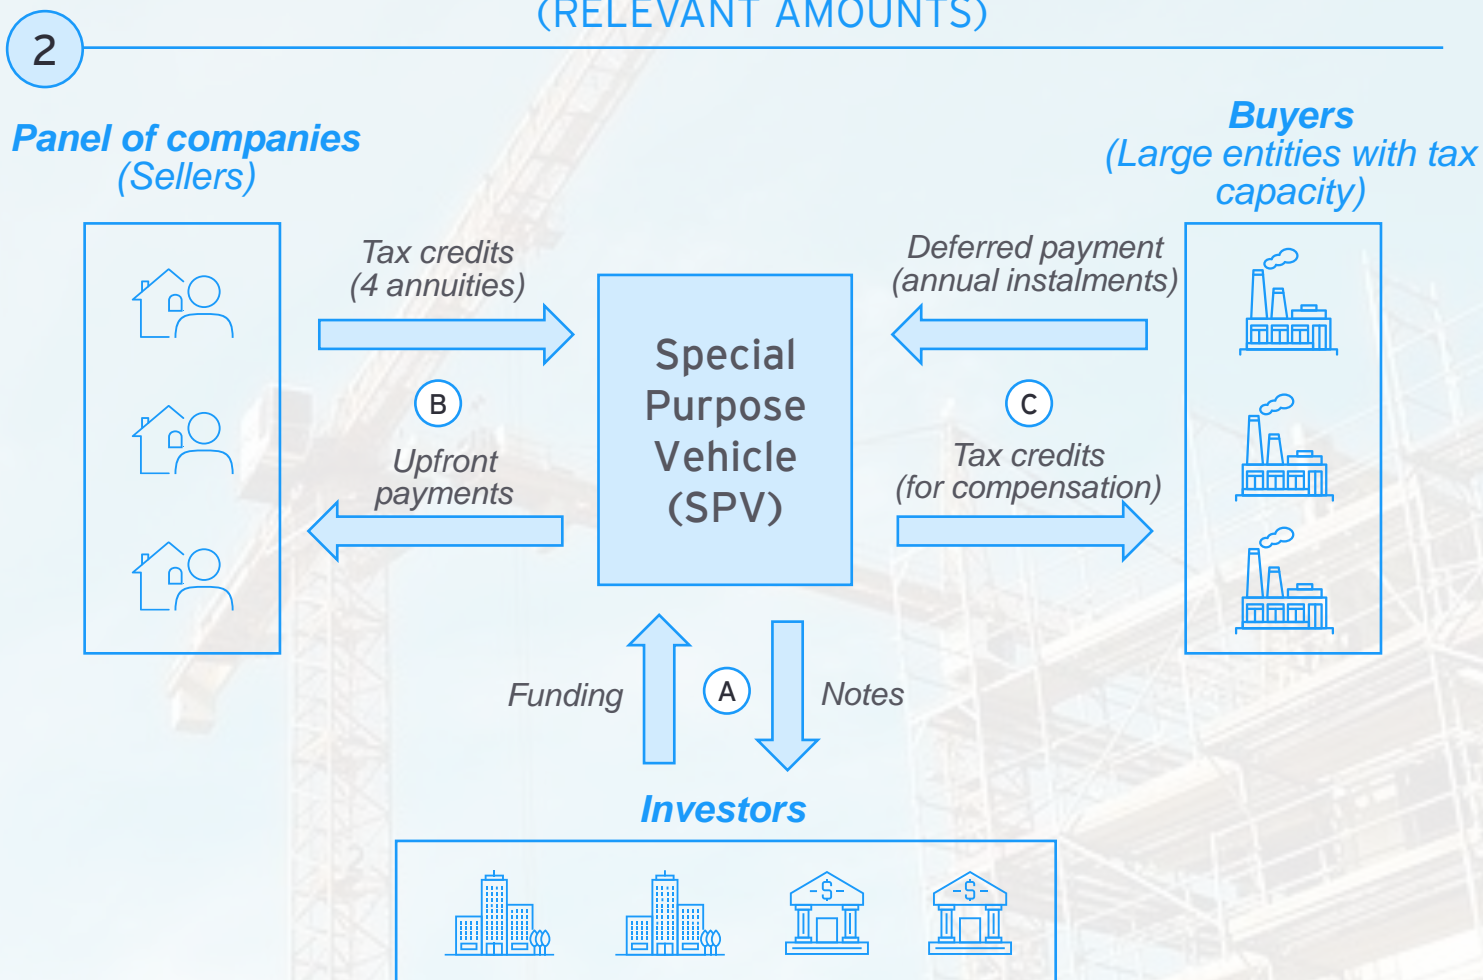 (RELEVANT AMOUNTS)
2
Panel of companies
(Sellers)
Buyers
(Large entities with tax
capacity)
Tax credits
(4 annuities)
B
Upfront
payments
Special
Purpose
Vehicle
(SPV)
Deferred payment
(annual instalments)
C
Tax credits
(for compensation)
Funding
A
Notes
Investors
-$-
-$-